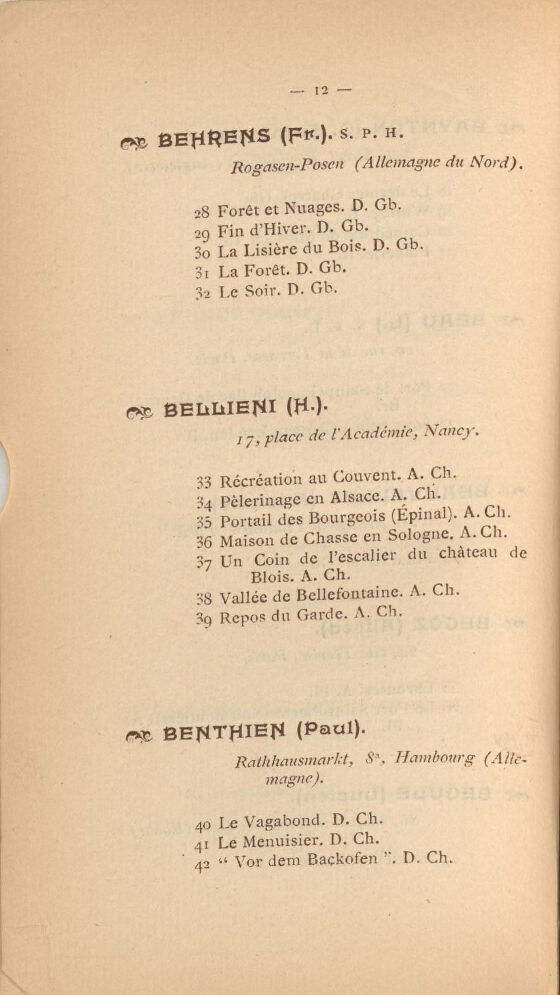 — 12 —
BEHRENS (Fr.). S. P. H.
Rogasen-Posen (Allemagne du Nord).
28 Forêt et Nuages. D. Gb.
29 Fin d'Hiver. D. Gb.
30 La Lisière du Bois. D. Gb.
31 La Forêt. D. Gb.
32 Le Soir. D. Gb.
BELLIENI (H.).
17, place de l'Académie, Nancy.
33 Récréation au Couvent. A. Ch.
34 Pèlerinage en Alsace. A. Ch.
35 Portail des Bourgeois (Épinal). A. Ch.
36 Maison de Chasse en Sologne. A. Ch.
37 Un Coin de l'escalier du château de
Blois. A. Ch.
38 Vallée de Bellefontaine. A. Ch.
39 Repos du Garde. A. Ch.
BENTHIEN (Paul).
Rathhausmarkt, 8ª, Hambourg (Alle-
magne).
40 Le Vagabond. D. Ch.
41 Le Menuisier. D. Ch.
42 “ Vor dem Backofen ”. D. Ch.